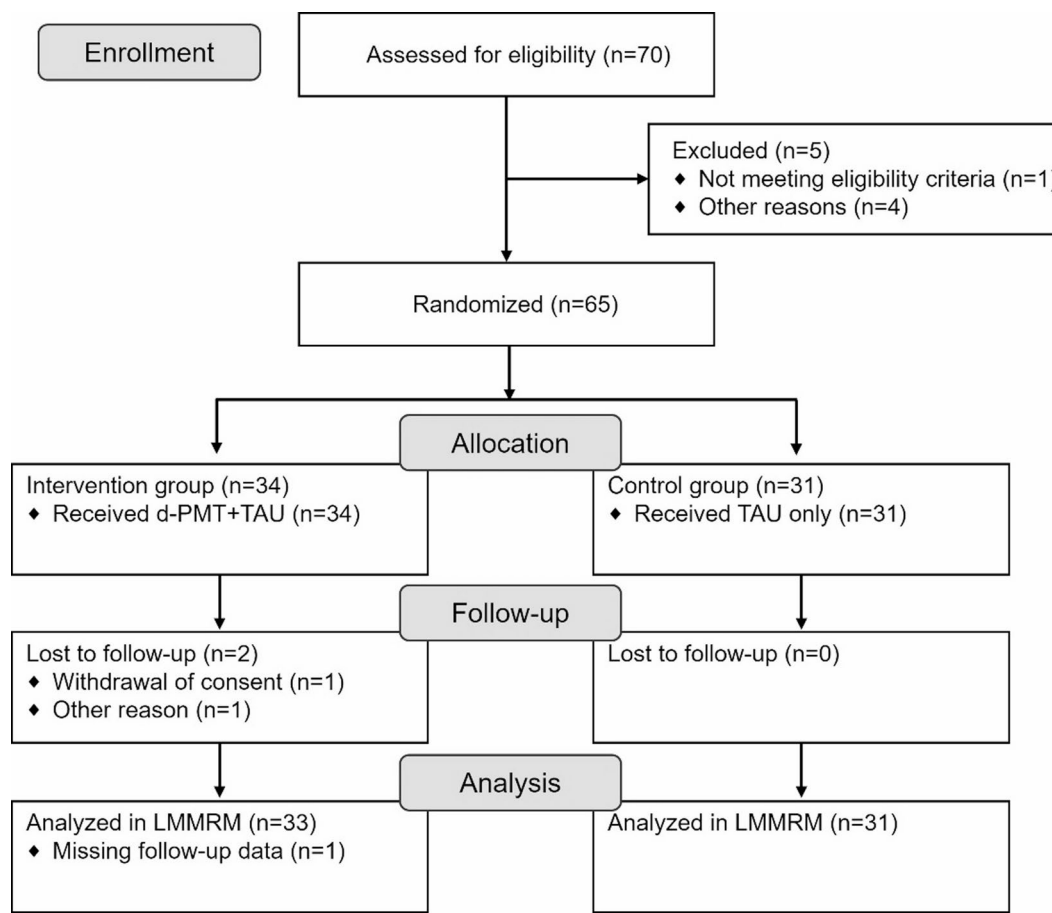 Enrollment
Assessed for eligibility (n=70)
Excluded (n=5)
♦ Not meeting eligibility criteria (n=1)
♦ Other reasons (n=4)
Randomized (n=65)
Allocation
Intervention group (n=34)
♦ Received d-PMT+TAU (n=34)
Control group (n=31)
♦ Received TAU only (n=31)
Follow-up
Lost to follow-up (n=2)
♦ Withdrawal of consent (n=1)
♦ Other reason (n=1)
Lost to follow-up (n=0)
Analysis
Analyzed in LMMRM (n=33)
♦ Missing follow-up data (n=1)
Analyzed in LMMRM (n=31)